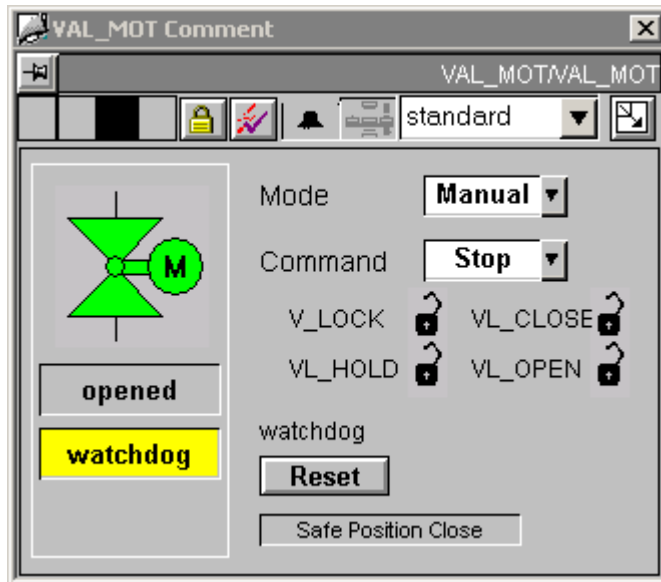 VAL_MOT Comment
VAL_MOT/VAL_MOT
standard
Mode Manual
M
Command Stop
V_LOCK VL_CLOSE
VL_HOLD VL_OPEN
opened
watchdog
watchdog
Reset
Safe Position Close